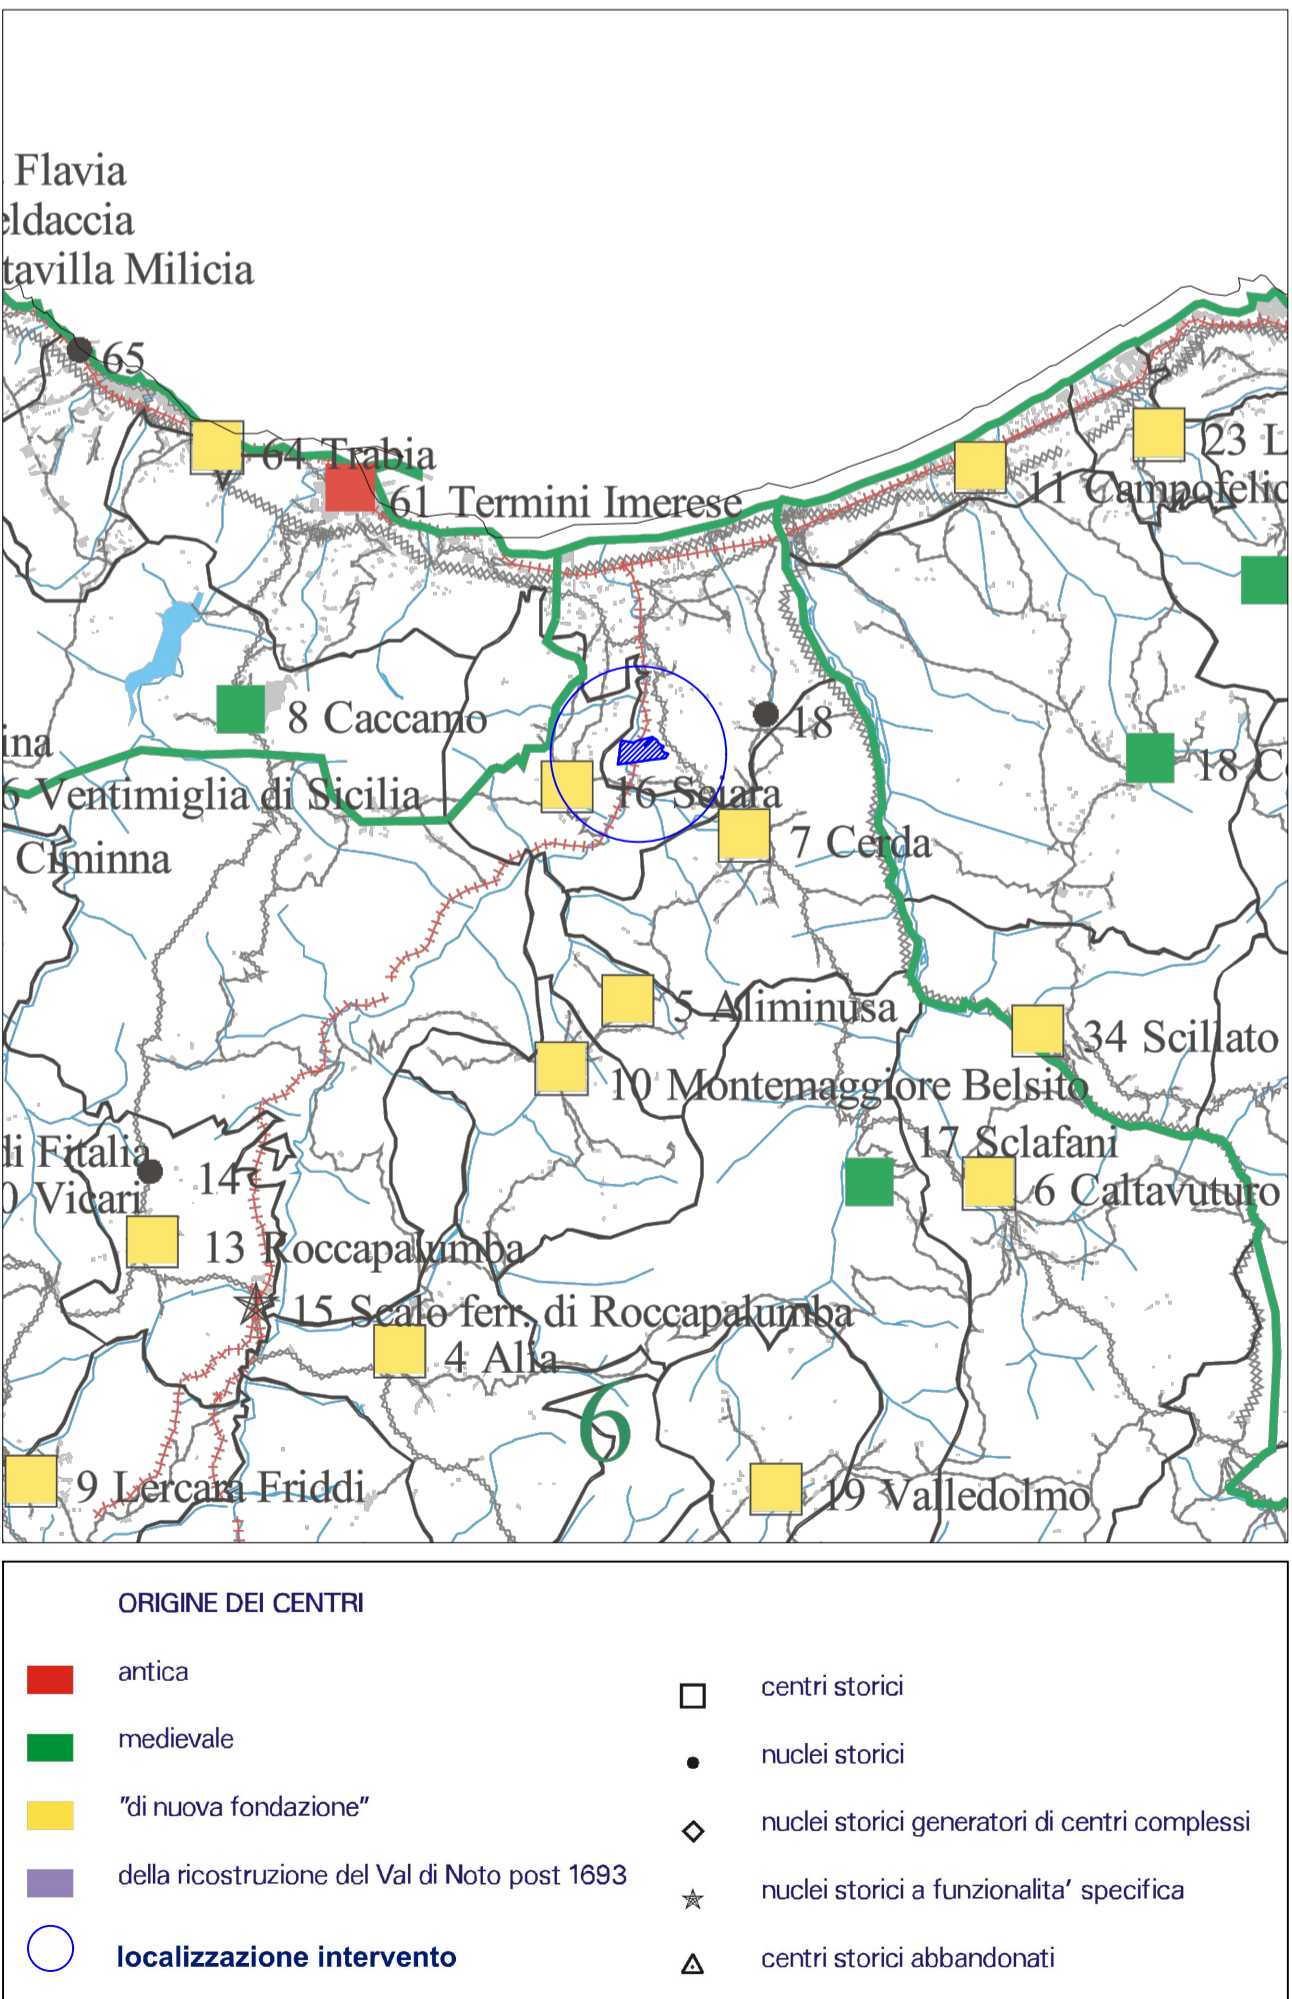 Flavia
eldaccia
tavilla Milicia
65
64 Trabia
23 L
61 Termini Imerese
11 Campofelic
8 Caccamo
18
ina
18 C
6 Ventimiglia di Sicilia
16 Sciara
7 Cerda
Ciminna
5 Aliminusa
34 Scillato
10 Montemaggiore Belsito
di Fitalia
17 Sclafani
14
0 Vicari
6 Caltavuturo
13 Roccapalumba
15 Scalo ferr. di Roccapalumba
4 Alia
6
9 Lercara Friddi
19 Valledolmo
ORIGINE DEI CENTRI
antica
medievale
"di nuova fondazione"
della ricostruzione del Val di Noto post 1693
localizzazione intervento
centri storici
nuclei storici
nuclei storici generatori di centri complessi
nuclei storici a funzionalita' specifica
centri storici abbandonati